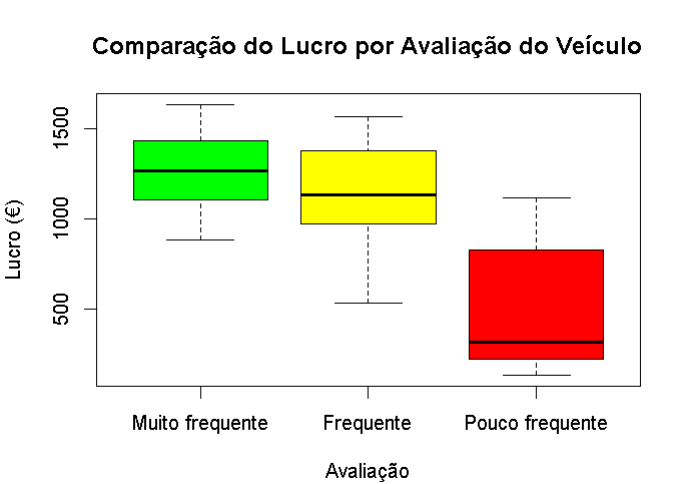 Comparação do Lucro por Avaliação do Veículo
1500
1000
500
Lucro (€)
Muito frequente
Frequente
Pouco frequente
Avaliação